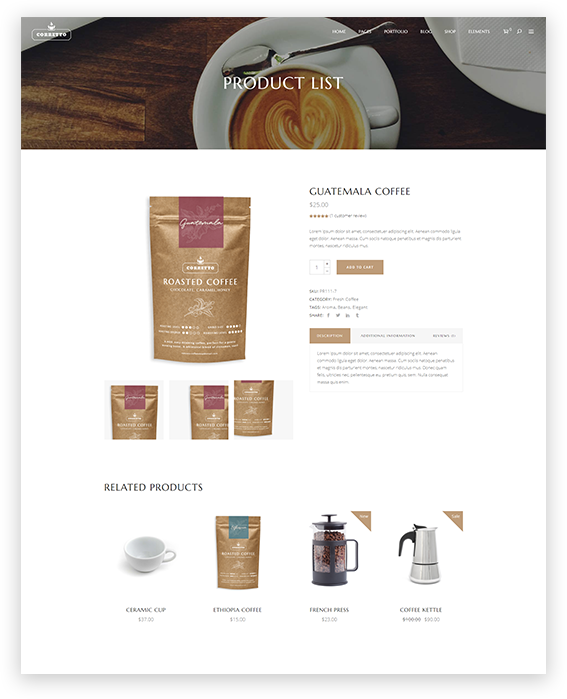 CORRETTO
HOME PAGES PORTFOLIO BLOG SHOP ELEMENTS
PRODUCT LIST
GUATEMALA COFFEE
$25.00
(1 customer review)
Lorem ipsum dolor sit amet, consectetuer adipiscing elit. Aenean commodo ligula
eget. Aenean massa. Cum sociis natoque penatibus et magnis dis parturient
montes.
1
ADD TO CART
SKU:
CATEGORY: Fresh Coffee
TAGS: Aroma, Beans, Elegant
SHARE:
DESCRIPTION ADDITIONAL INFORMATION REVIEWS (1)
Lorem ipsum dolor sit amet, consectetuer adipiscing elit. Aenean
commodo ligula eget dolor. Aenean massa. Cum sociis natoque penatibus
et magnis dis parturient montes, nascetur ridiculus mus. Donec quam
felis, ultricies nec, pellentesque eu, pretium quis, sem. Nulla consequat
massa quis enim.
Guatemala
CORRETTO
ROASTED COFFEE
CHOCOLATE, CARAMEL, HONEY
Guatemala
ROASTED COFFEE
Guatemala
ROASTED COFFEE
Guatemala
ROASTED COFFEE
RELATED PRODUCTS
ROASTED COFFEE
New
Sale
CERAMIC CUP
$37.00
ETHIOPIA COFFEE
$15.00
FRENCH PRESS
$23.00
COFFEE KETTLE
$100.00 $90.00